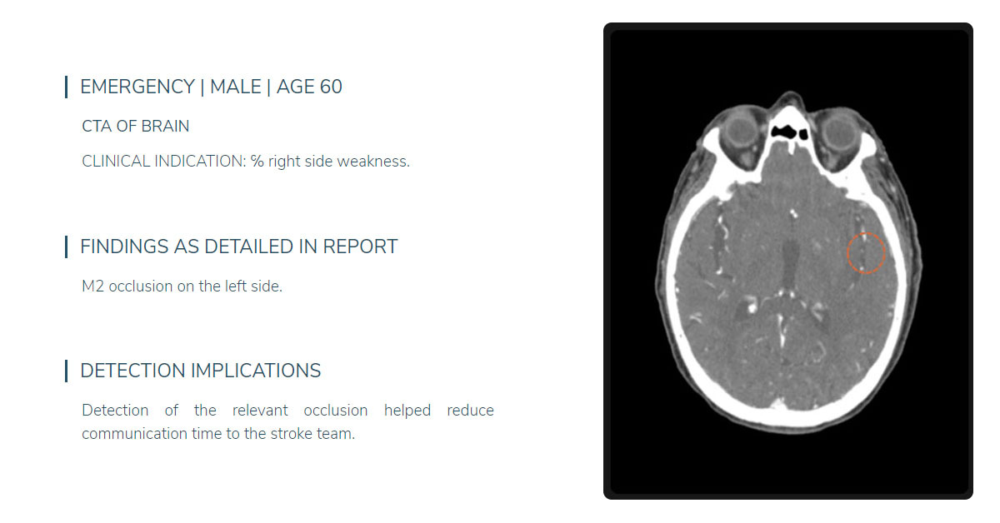 EMERGENCY | MALE | AGE 60
CTA OF BRAIN
CLINICAL INDICATION: ℅ right side weakness.
FINDINGS AS DETAILED IN REPORT
M2 occlusion on the left side.
DETECTION IMPLICATIONS
Detection of the relevant occlusion helped reduce
communication time to the stroke team.